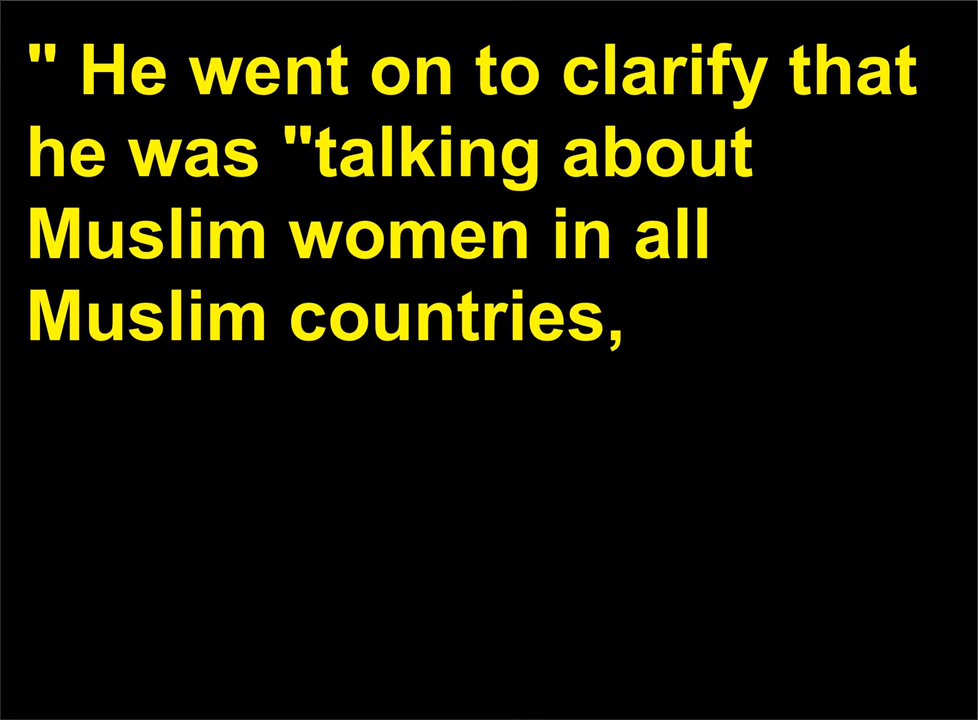 " He went on to clarify that
he was "talking about
Muslim women in all
Muslim countries,